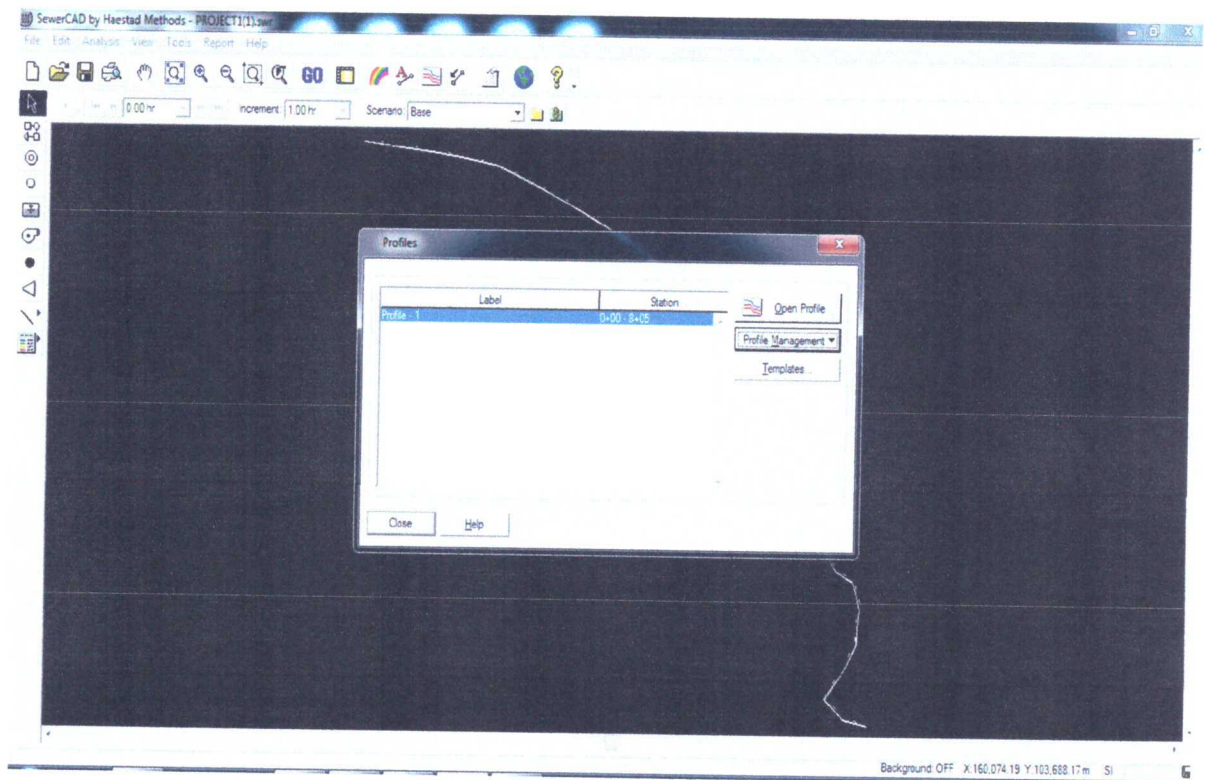 SewerCAD by Haestad Methods - PROJECT1(1).swr
File Edit Analysis View Tools Report Help
GO
0.00 hr Increment: 1.00 hr Scenario: Base
Profiles
Label Station
Profile - 1 0+00 - 8+05
Open Profile
Profile Management
Templates...
Close Help
Background: OFF X:160,074.19 Y:103,688.17 m SI